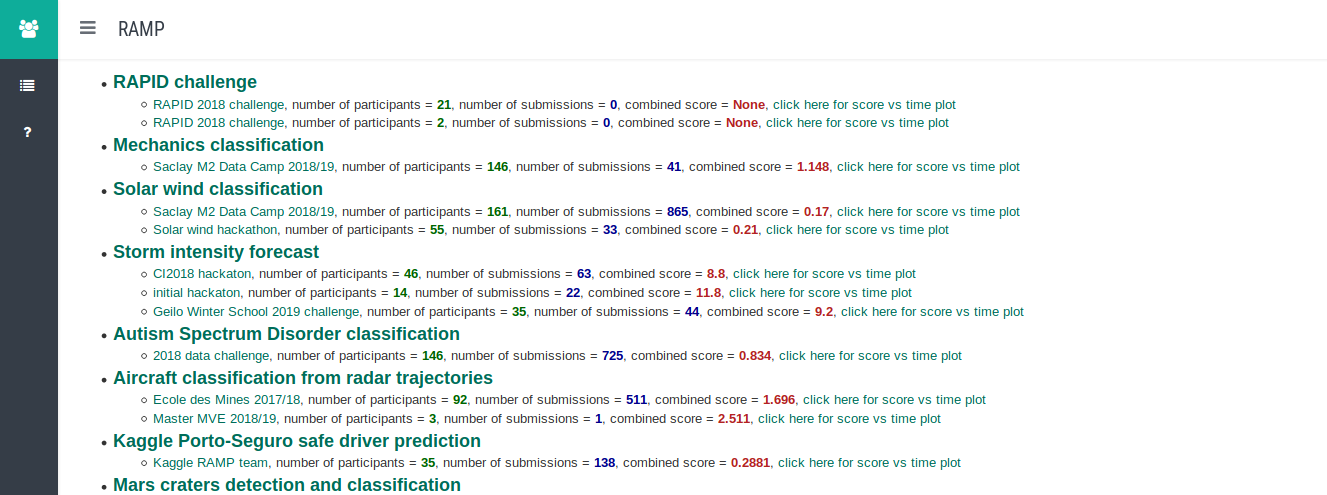 RAMP
RAPID challenge
RAPID 2018 challenge, number of participants = 21, number of submissions = 0, combined score = None, click here for score vs time plot
RAPID 2018 challenge, number of participants = 2, number of submissions = 0, combined score = None, click here for score vs time plot
Mechanics classification
Saclay M2 Data Camp 2018/19, number of participants = 146, number of submissions = 41, combined score = 1.148, click here for score vs time plot
Solar wind classification
Saclay M2 Data Camp 2018/19, number of participants = 161, number of submissions = 865, combined score = 0.17, click here for score vs time plot
Solar wind hackathon, number of participants = 55, number of submissions = 33, combined score = 0.21, click here for score vs time plot
Storm intensity forecast
CI2018 hackaton, number of participants = 46, number of submissions = 63, combined score = 8.8, click here for score vs time plot
initial hackaton, number of participants = 14, number of submissions = 22, combined score = 11.8, click here for score vs time plot
Geilo Winter School 2019 challenge, number of participants = 35, number of submissions = 44, combined score = 9.2, click here for score vs time plot
Autism Spectrum Disorder classification
2018 data challenge, number of participants = 146, number of submissions = 725, combined score = 0.834, click here for score vs time plot
Aircraft classification from radar trajectories
Ecole des Mines 2017/18, number of participants = 92, number of submissions = 511, combined score = 1.696, click here for score vs time plot
Master MVE 2018/19, number of participants = 3, number of submissions = 1, combined score = 2.511, click here for score vs time plot
Kaggle Porto-Seguro safe driver prediction
Kaggle RAMP team, number of participants = 35, number of submissions = 138, combined score = 0.2881, click here for score vs time plot
Mars craters detection and classification